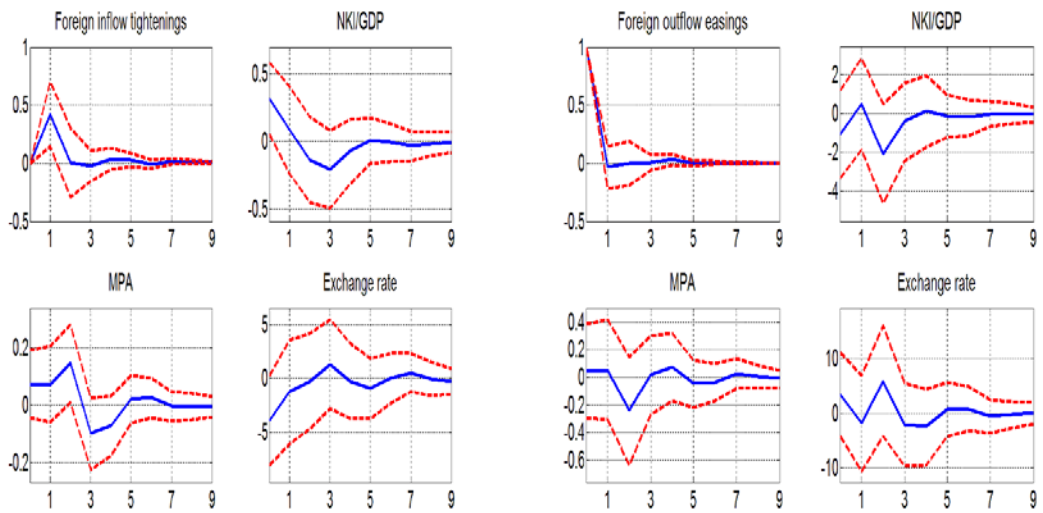 Foreign inflow tightenings
NKI/GDP
Foreign outflow easings
NKI/GDP
1
0.5
0
-0.5
1 3 5 7 9
0.5
0
-0.5
1 3 5 7 9
1
0.5
0
-0.5
1 3 5 7 9
2
0
-2
-4
1 3 5 7 9
MPA
Exchange rate
MPA
Exchange rate
0.2
0
-0.2
1 3 5 7 9
5
0
-5
1 3 5 7 9
0.4
0.2
0
-0.2
-0.4
-0.6
1 3 5 7 9
10
0
-10
1 3 5 7 9